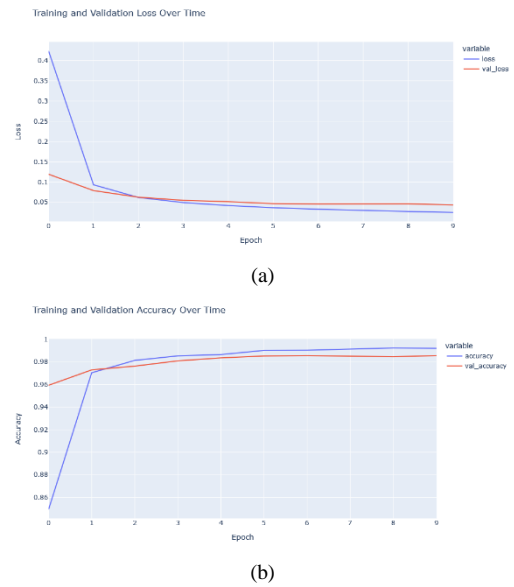 Training and Validation Loss Over Time
variable
loss
val_loss
0.4
0.35
0.3
0.25
0.2
0.15
0.1
0.05
Loss
0 1 2 3 4 5 6 7 8 9
Epoch
(a)
Training and Validation Accuracy Over Time
variable
accuracy
val_accuracy
1
0.98
0.96
0.94
0.92
0.9
0.88
0.86
Accuracy
0 1 2 3 4 5 6 7 8 9
Epoch
(b)